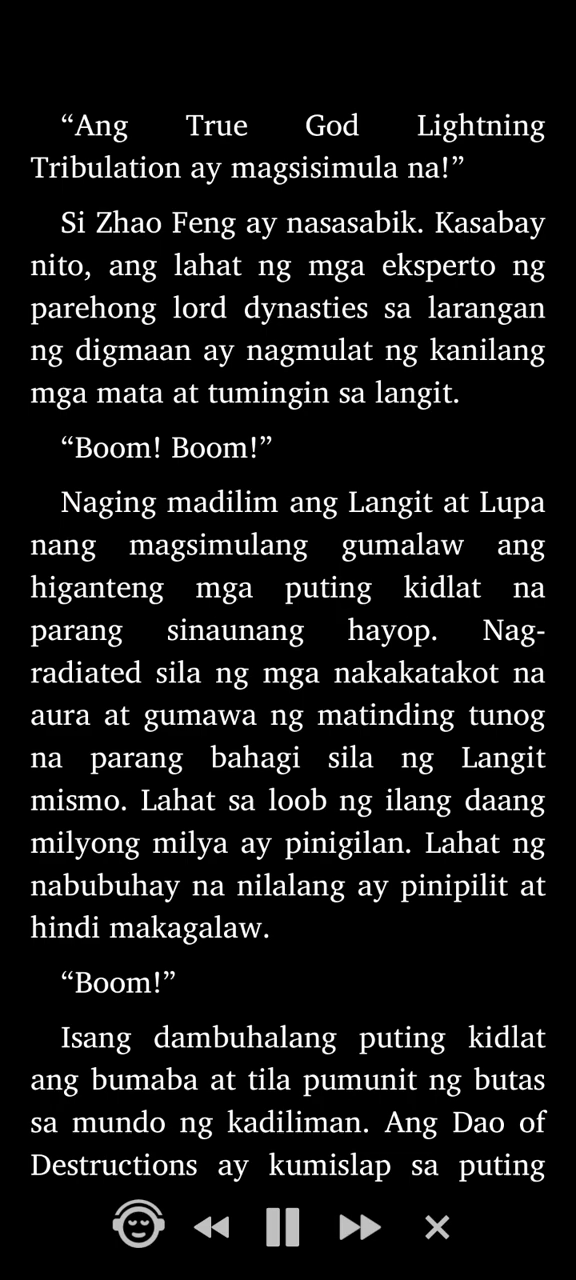 “Ang True God Lightning
Tribulation ay magsisimula na!”
Si Zhao Feng ay nasasabik. Kasabay
nito, ang lahat ng mga eksperto ng
parehong lord dynasties sa larangan
ng digmaan ay nagmulat ng kanilang
mga mata at tumingin sa langit.
“Boom! Boom!”
Naging madilim ang Langit at Lupa
nang magsimulang gumalaw ang
higanteng mga puting kidlat na
parang sinaunang hayop. Nag-
radiated sila ng mga nakakatakot na
aura at gumawa ng matinding tunog
na parang bahagi sila ng Langit
mismo. Lahat sa loob ng ilang daang
milyong milya ay pinigilan. Lahat ng
nabubuhay na nilalang ay pinipilit at
hindi makagalaw.
“Boom!”
Isang dambuhalang puting kidlat
ang bumaba at tila pumunit ng butas
sa mundo ng kadiliman. Ang Dao of
Destructions ay kumislap sa puting